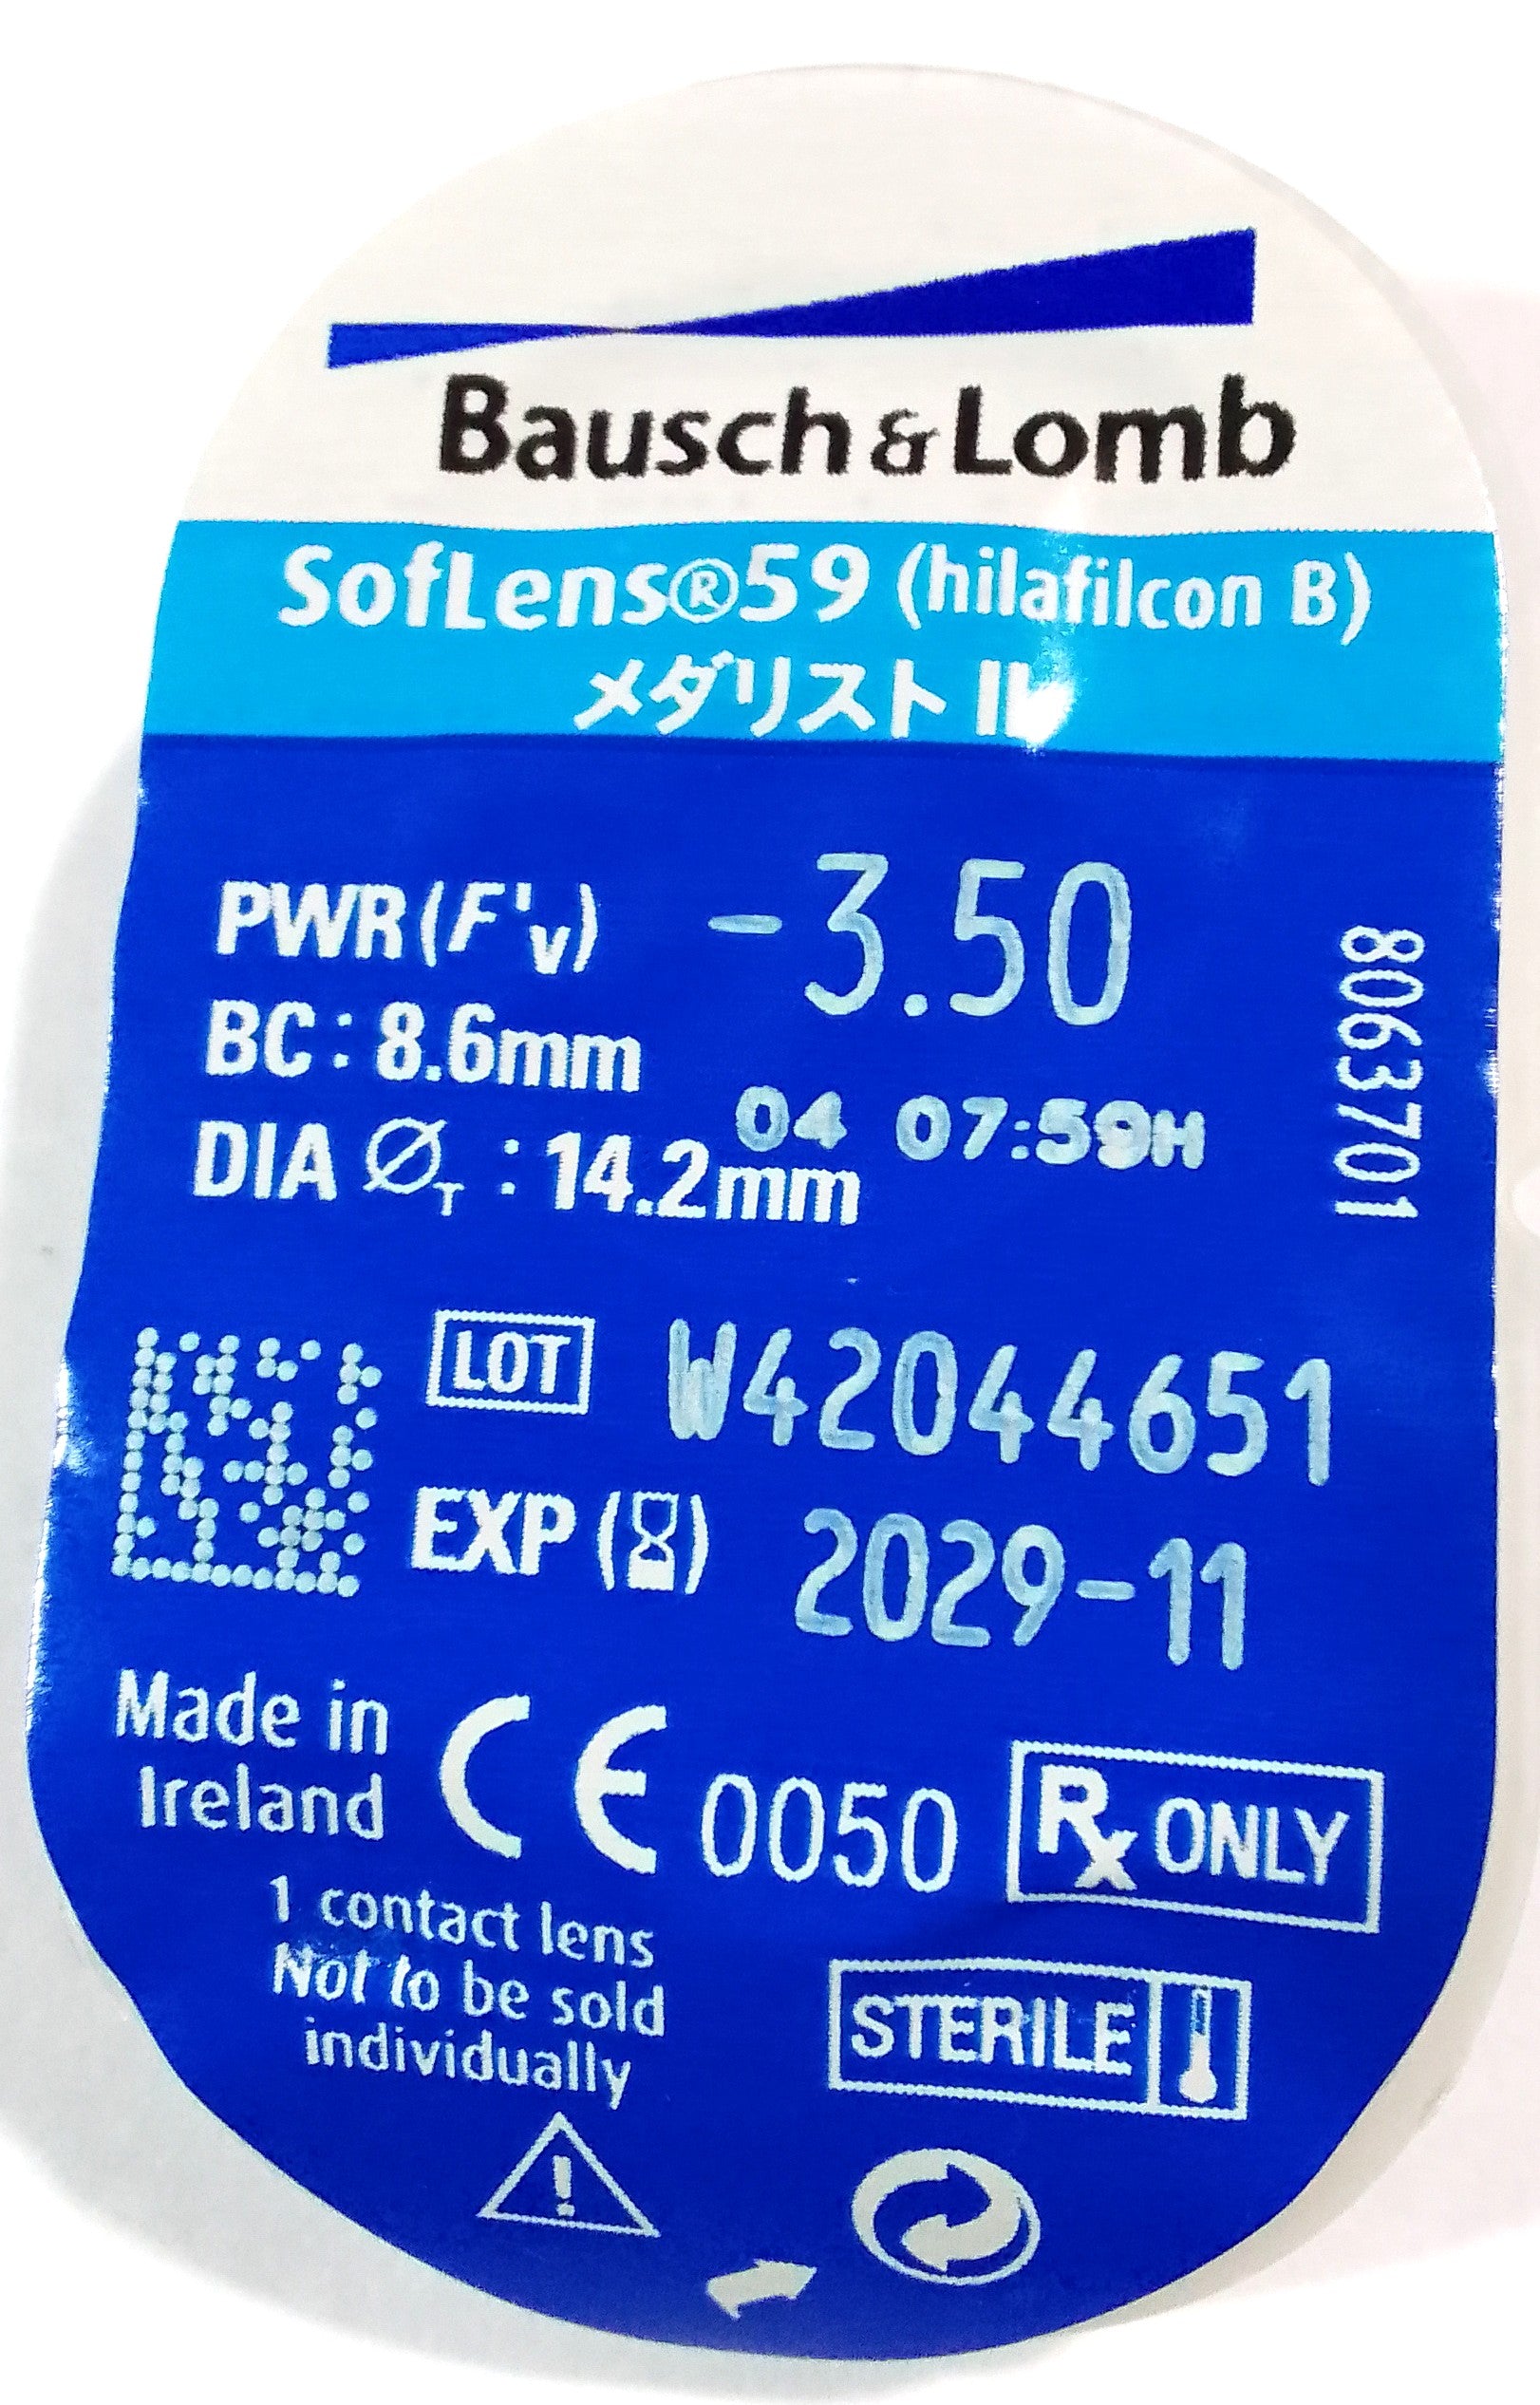 Bausch & Lomb
SofLens®59 (hilafilcon B)
メダリスト II
PWR (F'v) -3.50
BC : 8.6mm
04 07:59H
DIA Ø T : 14.2mm
8063701
LOT W42044651
EXP ( ) 2029-11
Made in
Ireland
CE 0050
Rx ONLY
1 contact lens
Not to be sold
individually
STERILE
!